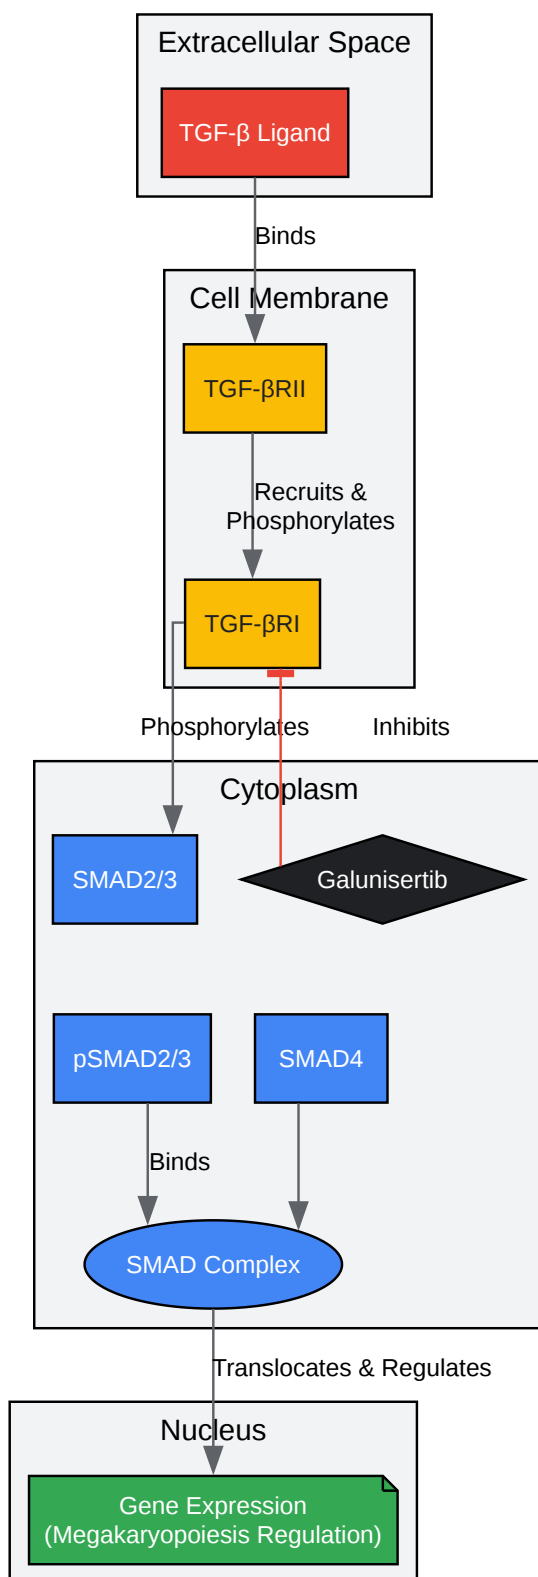 Extracellular Space
TGF-β Ligand
Binds
Cell Membrane
TGF-βRII
Recruits &
Phosphorylates
TGF-βRI
Phosphorylates
Inhibits
Cytoplasm
SMAD2/3
Galunisertib
pSMAD2/3
SMAD4
Binds
SMAD Complex
Translocates & Regulates
Nucleus
Gene Expression
(Megakaryopoiesis Regulation)